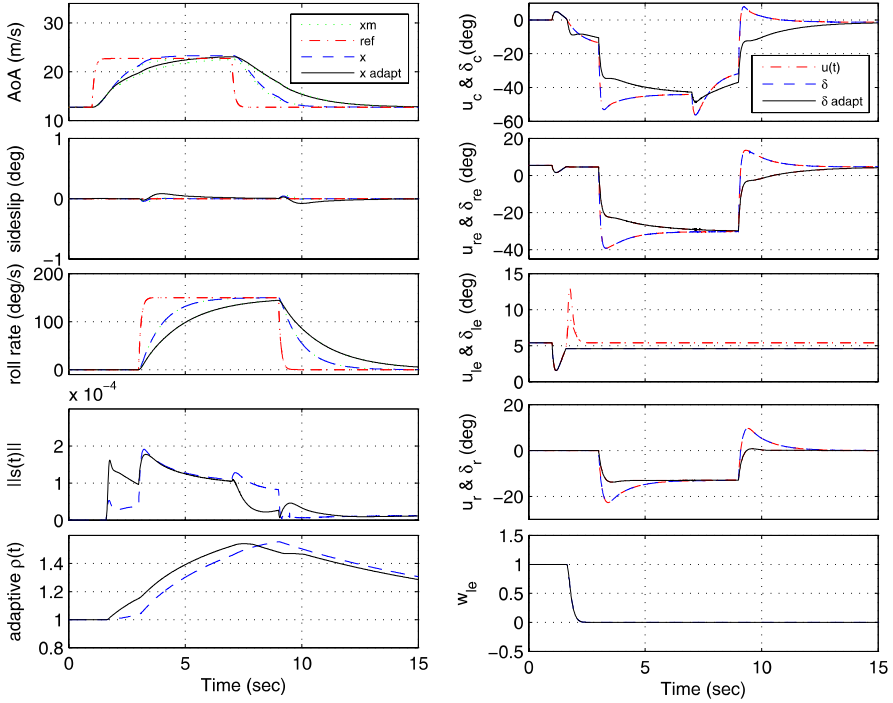 AoA (m/s)
30
20
10
xm
ref
x
x adapt
sideslip (deg)
1
0
−1
roll rate (deg/s)
200
100
0
x 10⁻⁴
||s(t)||
2
1
0
adaptive ρ(t)
1.4
1.2
1
0.8
0 5 10 15
Time (sec)
u_c & δ_c (deg)
0
−20
−40
−60
u(t)
δ
δ adapt
u_re & δ_re (deg)
20
0
−20
−40
u_le & δ_le (deg)
15
10
5
0
u_r & δ_r (deg)
20
0
−20
w_le
1.5
1
0.5
0
−0.5
0 5 10 15
Time (sec)